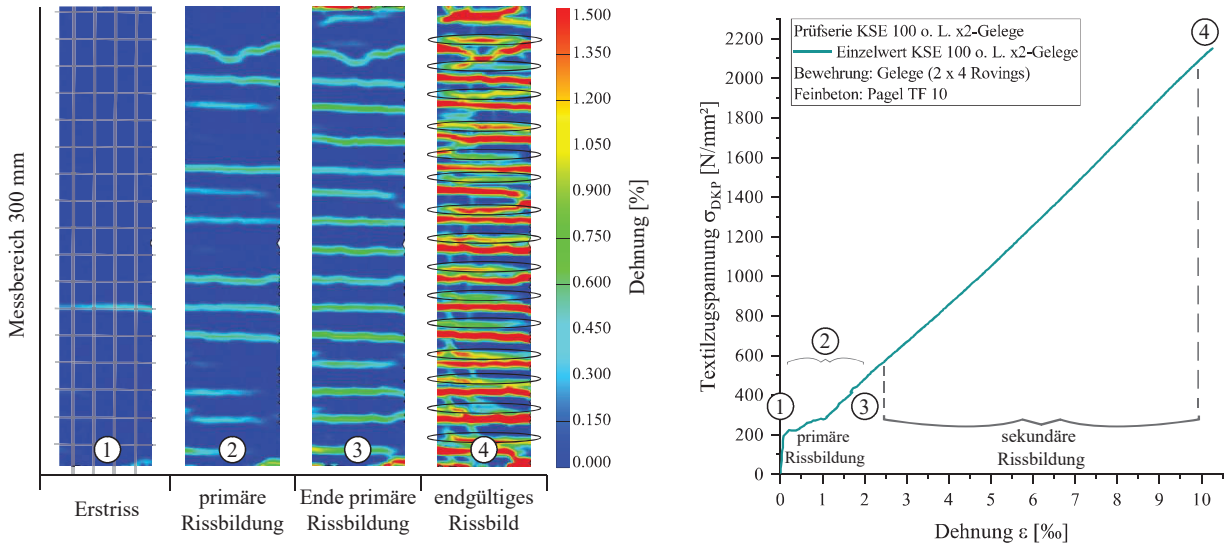 Messbereich 300 mm
1
2
3
4
Erstriss
primäre
Rissbildung
Ende primäre
Rissbildung
endgültiges
Rissbild
1.500
1.350
1.200
1.050
0.900
0.750
0.600
0.450
0.300
0.150
0.000
Dehnung [%]
Textilzugspannung σDKP [N/mm²]
2200
2000
1800
1600
1400
1200
1000
800
600
400
200
0
Prüfserie KSE 100 o. L. x2-Gelege
Einzelwert KSE 100 o. L. x2-Gelege
Bewehrung: Gelege (2 x 4 Rovings)
Feinbeton: Pagel TF 10
4
2
1
3
primäre
Rissbildung
sekundäre
Rissbildung
0 1 2 3 4 5 6 7 8 9 10
Dehnung ε [‰]